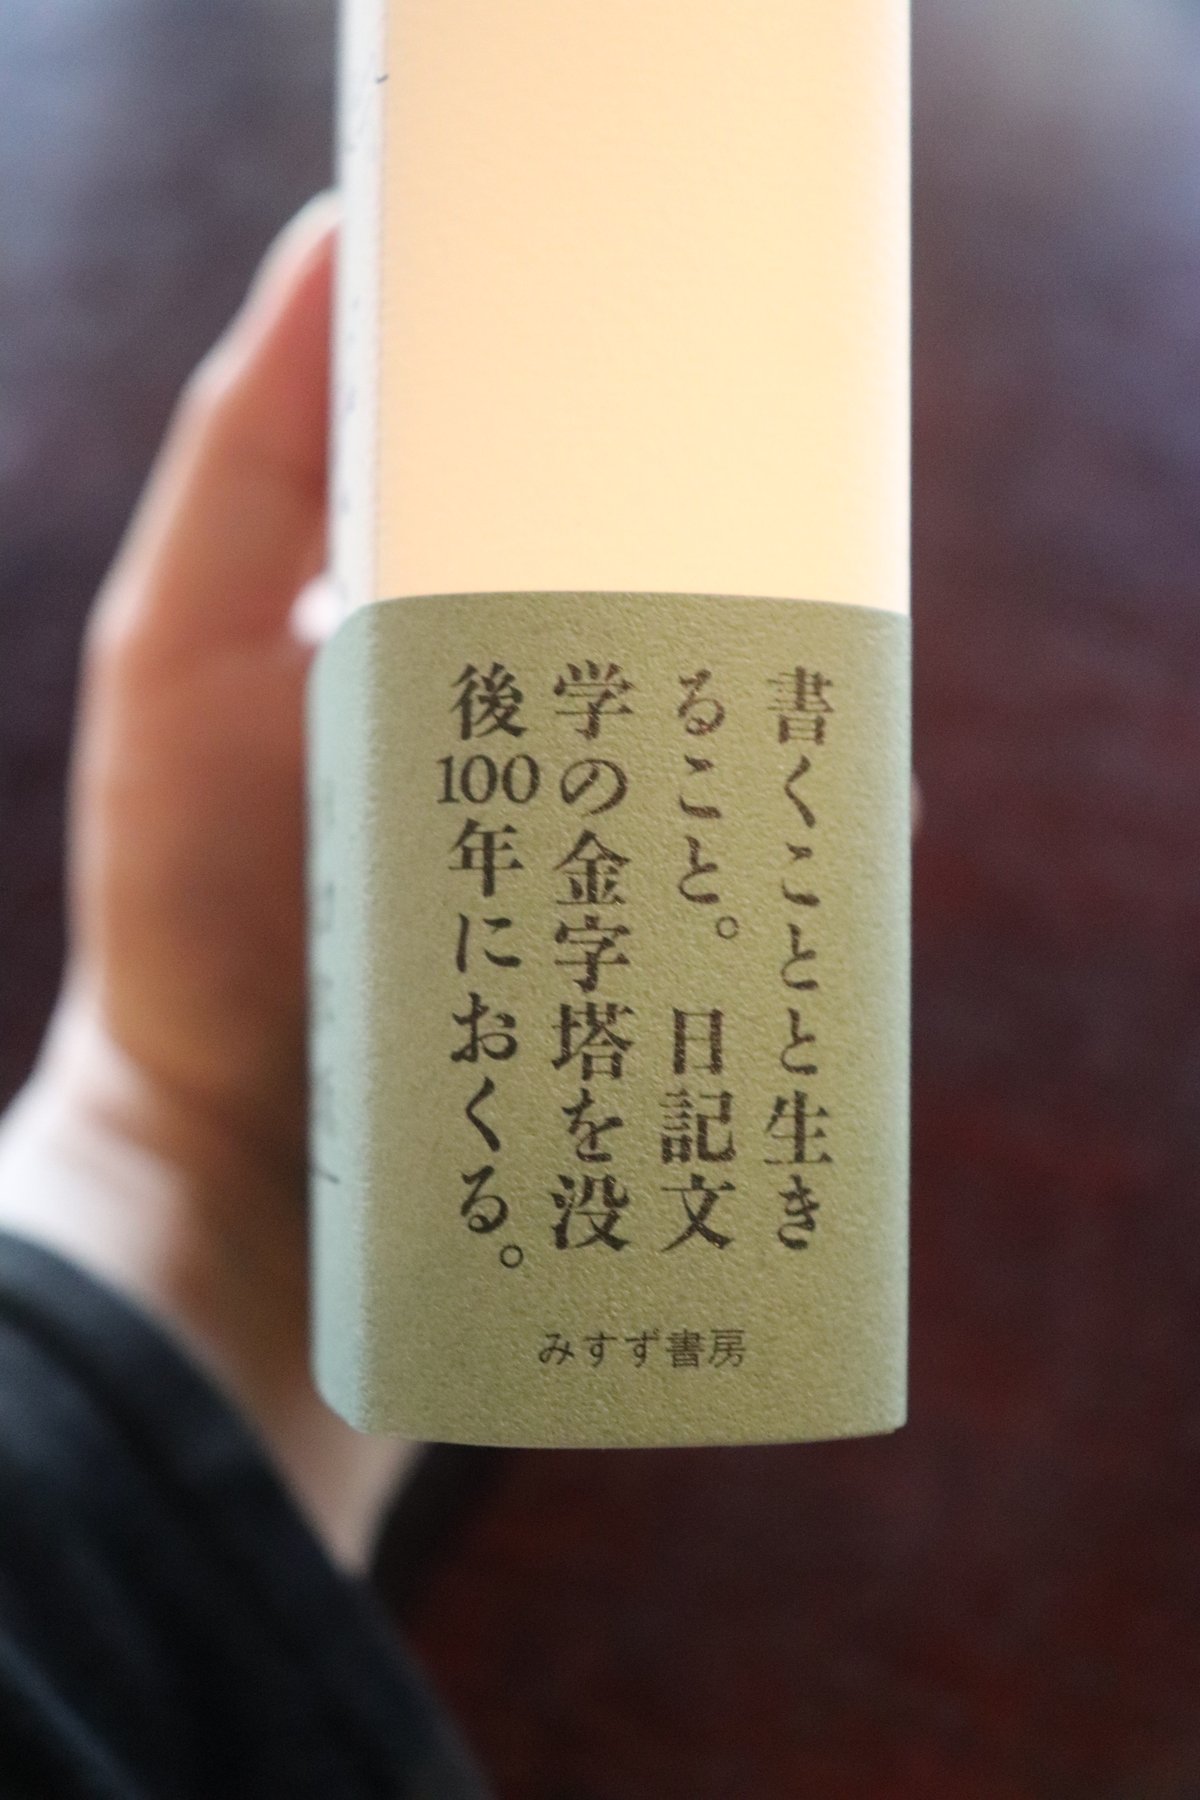 書くことと生き
ること。 日記文
学の金字塔を没
後100年におくる。
みすず書房